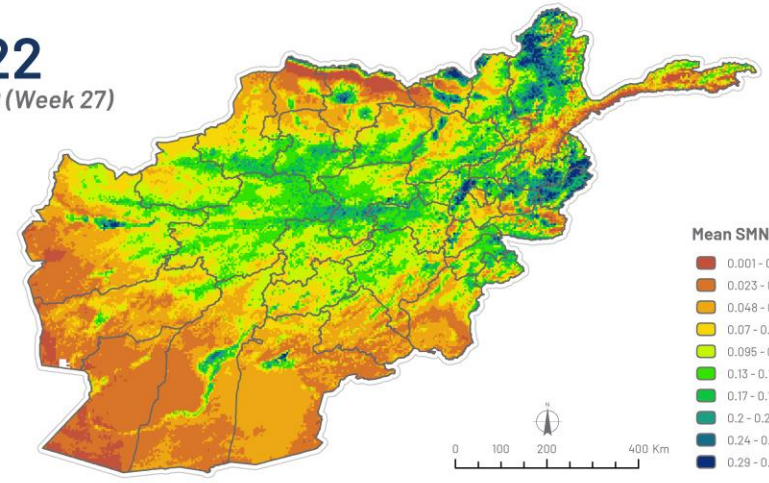 22
(Week 27)
Mean SMN
0.001 - 0
0.023 - 0
0.048 - 0
0.07 - 0.
0.095 - 0
0.13 - 0.1
0.17 - 0.1
0.2 - 0.2
0.24 - 0.
0.29 - 0.
N
0 100 200 400 Km